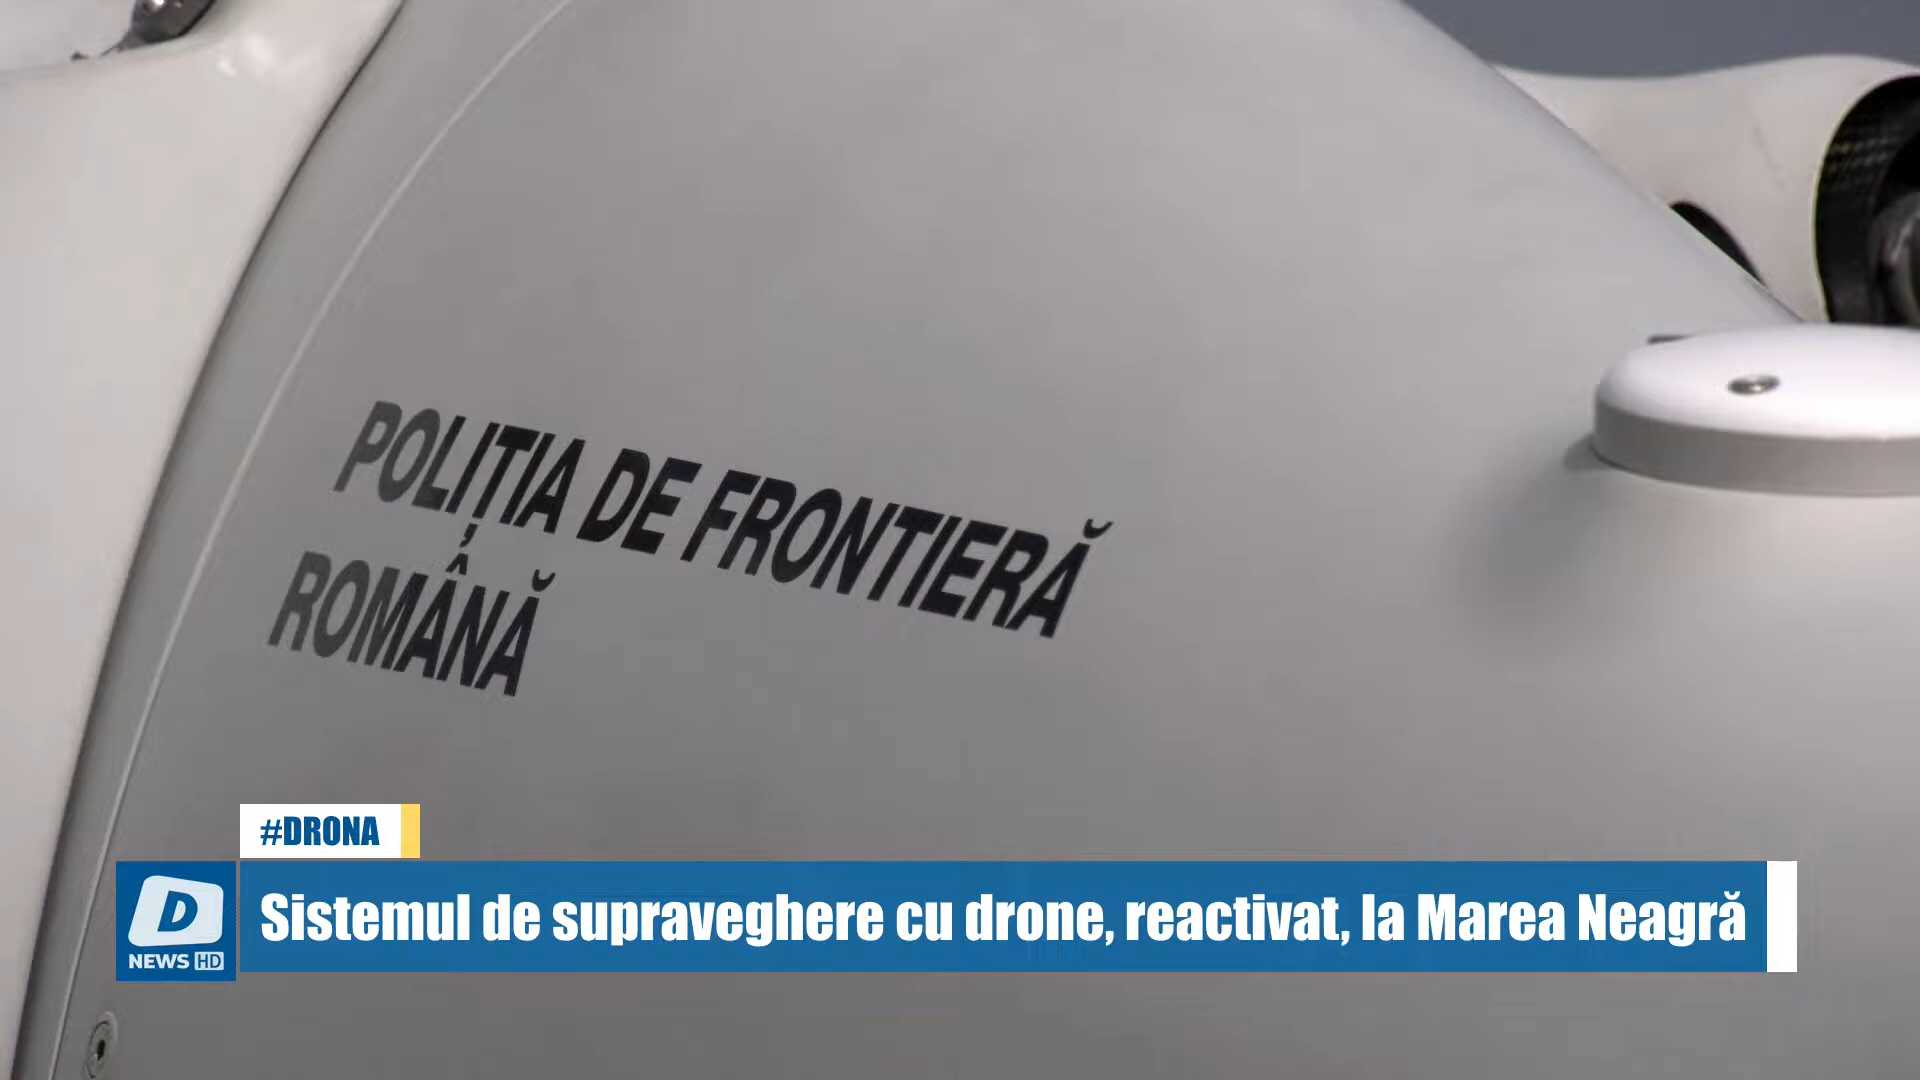 POLIȚIA DE FRONTIERĂ
ROMÂNĂ
#DRONA
D
NEWS HD
Sistemul de supraveghere cu drone, reactivat, la Marea Neagră